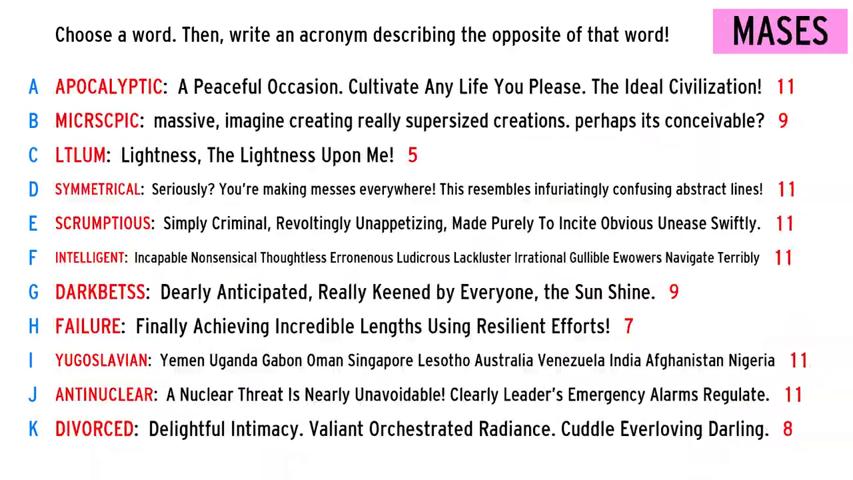 Choose a word. Then, write an acronym describing the opposite of that word! MASES
A APOCALYPTIC: A Peaceful Occasion. Cultivate Any Life You Please. The Ideal Civilization! 11
B MICRSCPIC: massive, imagine creating really supersized creations. perhaps its conceivable? 9
C LTLUM: Lightness, The Lightness Upon Me! 5
D SYMMETRICAL: Seriously? You're making messes everywhere! This resembles infuriatingly confusing abstract lines! 11
E SCRUMPTIOUS: Simply Criminal, Revoltingly Unappetizing, Made Purely To Incite Obvious Unease Swiftly. 11
F INTELLIGENT: Incapable Nonsensical Thoughtless Erronenous Ludicrous Lackluster Irrational Gullible Ewowers Navigate Terribly 11
G DARKBETSS: Dearly Anticipated, Really Keened by Everyone, the Sun Shine. 9
H FAILURE: Finally Achieving Incredible Lengths Using Resilient Efforts! 7
I YUGOSLAVIAN: Yemen Uganda Gabon Oman Singapore Lesotho Australia Venezuela India Afghanistan Nigeria 11
J ANTINUCLEAR: A Nuclear Threat Is Nearly Unavoidable! Clearly Leader's Emergency Alarms Regulate. 11
K DIVORCED: Delightful Intimacy. Valiant Orchestrated Radiance. Cuddle Everloving Darling. 8